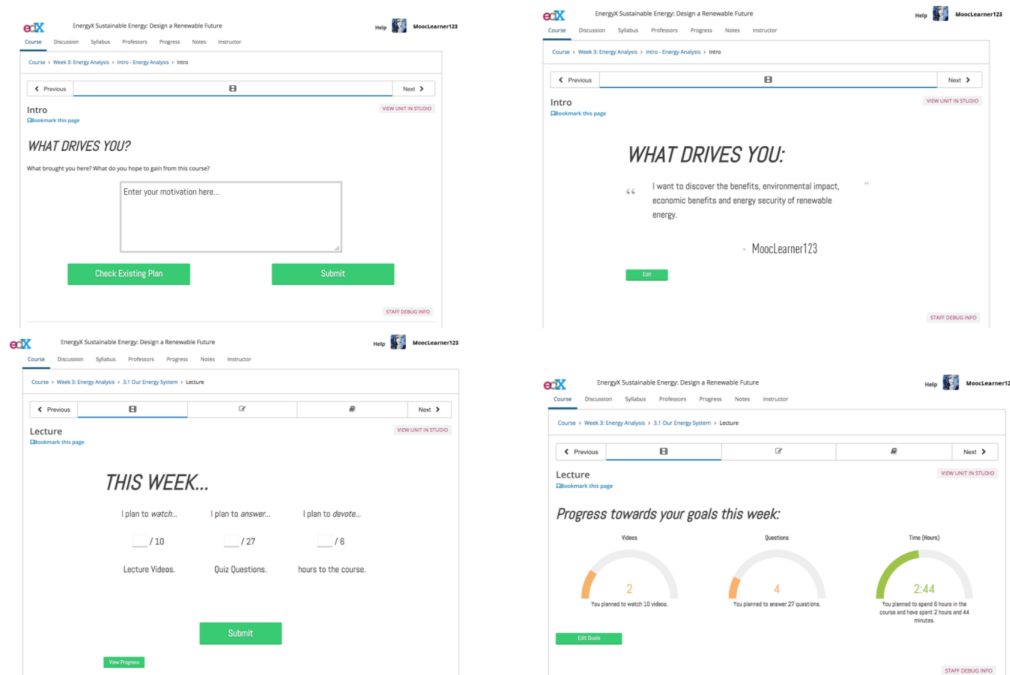 edX
EnergyX Sustainable Energy: Design a Renewable Future
Help
MoocLearner123
Course Discussion Syllabus Professors Progress Notes Instructor
Course > Week 3: Energy Analysis > Intro - Energy Analysis > Intro
Previous
Next
Intro
VIEW UNIT IN STUDIO
Bookmark this page
WHAT DRIVES YOU?
What brought you here? What do you hope to gain from this course?
Enter your motivation here...
Check Existing Plan
Submit
STAFF DEBUG INFO
edX
EnergyX Sustainable Energy: Design a Renewable Future
Help
MoocLearner123
Course Discussion Syllabus Professors Progress Notes Instructor
Course > Week 3: Energy Analysis > Intro - Energy Analysis > Intro
Previous
Next
Intro
VIEW UNIT IN STUDIO
Bookmark this page
WHAT DRIVES YOU:
“ I want to discover the benefits, environmental impact, ”
economic benefits and energy security of renewable
energy.
- MoocLearner123
Edit
STAFF DEBUG INFO
edX
EnergyX Sustainable Energy: Design a Renewable Future
Help
MoocLearner123
Course Discussion Syllabus Professors Progress Notes Instructor
Course > Week 3: Energy Analysis > 3.1 Our Energy System > Lecture
Previous
Next
Lecture
VIEW UNIT IN STUDIO
Bookmark this page
THIS WEEK...
I plan to watch... I plan to answer... I plan to devote...
/ 10 / 27 / 6
Lecture Videos. Quiz Questions. hours to the course.
Submit
View Progress
edX
EnergyX Sustainable Energy: Design a Renewable Future
Help
MoocLearner12
Course Discussion Syllabus Professors Progress Notes Instructor
Course > Week 3: Energy Analysis > 3.1 Our Energy System > Lecture
Previous
Next
Lecture
VIEW UNIT IN STUDIO
Bookmark this page
Progress towards your goals this week:
Videos Questions Time (Hours)
2 4 2:44
You planned to watch 10 videos. You planned to answer 27 questions. You planned to spend 6 hours in the
course and have spent 2 hours and 44
minutes.
Edit Goals
STAFF DEBUG INFO